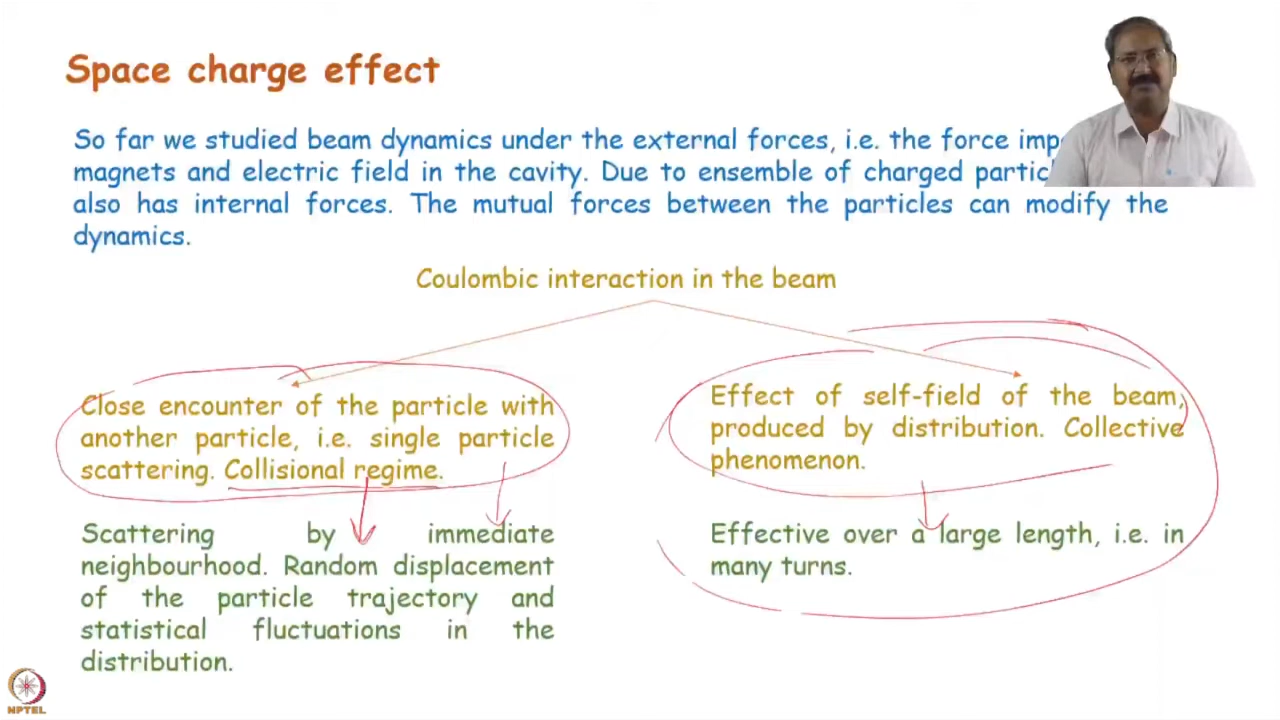 Space charge effect
So far we studied beam dynamics under the external forces, i.e. the force
magnets and electric field in the cavity. Due to ensemble of charged
also has internal forces. The mutual forces between the particles can modify the
dynamics.
Coulombic interaction in the beam
Close encounter of the particle with
another particle, i.e. single particle
scattering. Collisional regime.
Scattering by immediate
neighbourhood. Random displacement
of the particle trajectory and
statistical fluctuations in the
distribution.
Effect of self-field of the beam,
produced by distribution. Collective
phenomenon.
Effective over a large length, i.e. in
many turns.
NPTEL